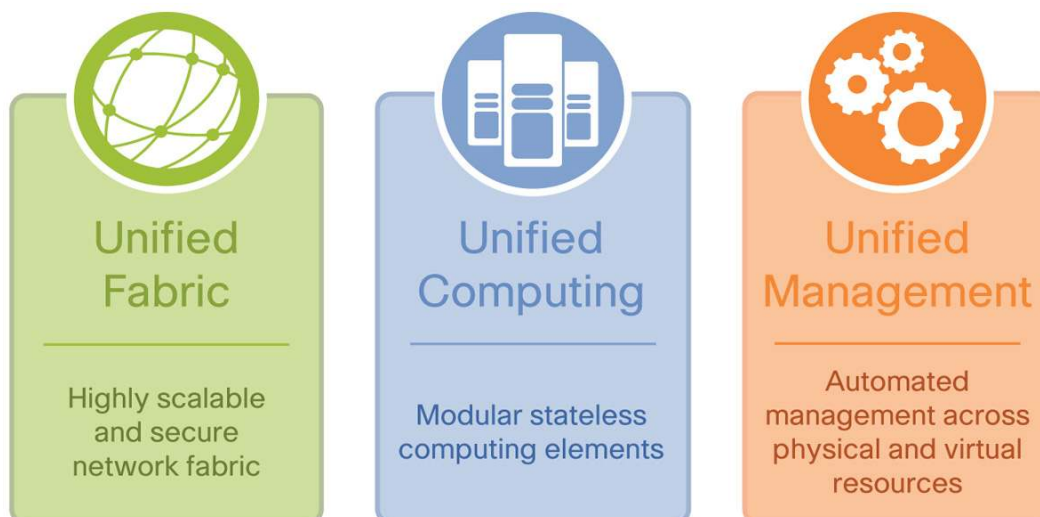 Unified
Fabric
Highly scalable
and secure
network fabric
Unified
Computing
Modular stateless
computing elements
Unified
Management
Automated
management across
physical and virtual
resources